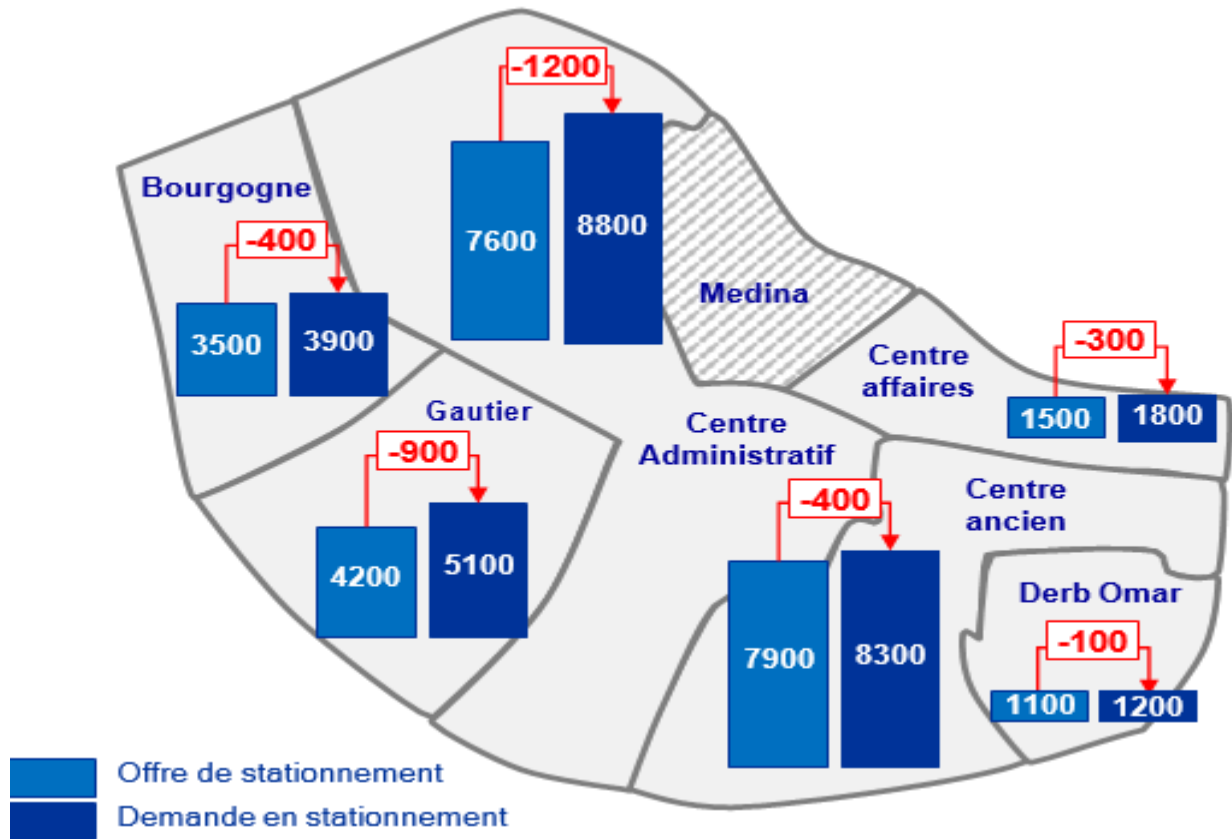 -1200
7600
8800
Bourgogne
-400
3500
3900
Medina
Centre
affaires
-300
1500
1800
Gautier
-900
4200
5100
Centre
Administratif
-400
7900
8300
Centre
ancien
Derb Omar
-100
1100
1200
Offre de stationnement
Demande en stationnement